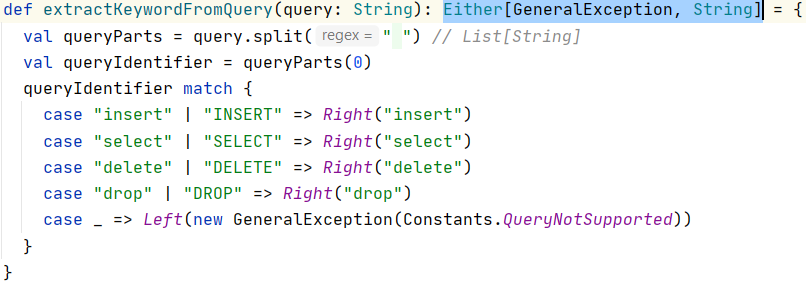 def extractKeywordFromQuery(query: String): Either[GeneralException, String] = {
  val queryParts = query.split( regex = " ") // List[String]
  val queryIdentifier = queryParts(0)
  queryIdentifier match {
    case "insert" | "INSERT" => Right("insert")
    case "select" | "SELECT" => Right("select")
    case "delete" | "DELETE" => Right("delete")
    case "drop" | "DROP" => Right("drop")
    case _ => Left(new GeneralException(Constants.QueryNotSupported))
  }
}